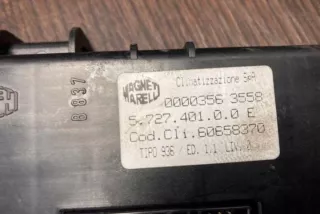 8837
MAGNETI
MARELLI
Climatizzazione SpA
0000356 3558
5.727.401.0.0 E
Cod.Cli.60658370
TIPO 936 / ED. 1/1 LIV.